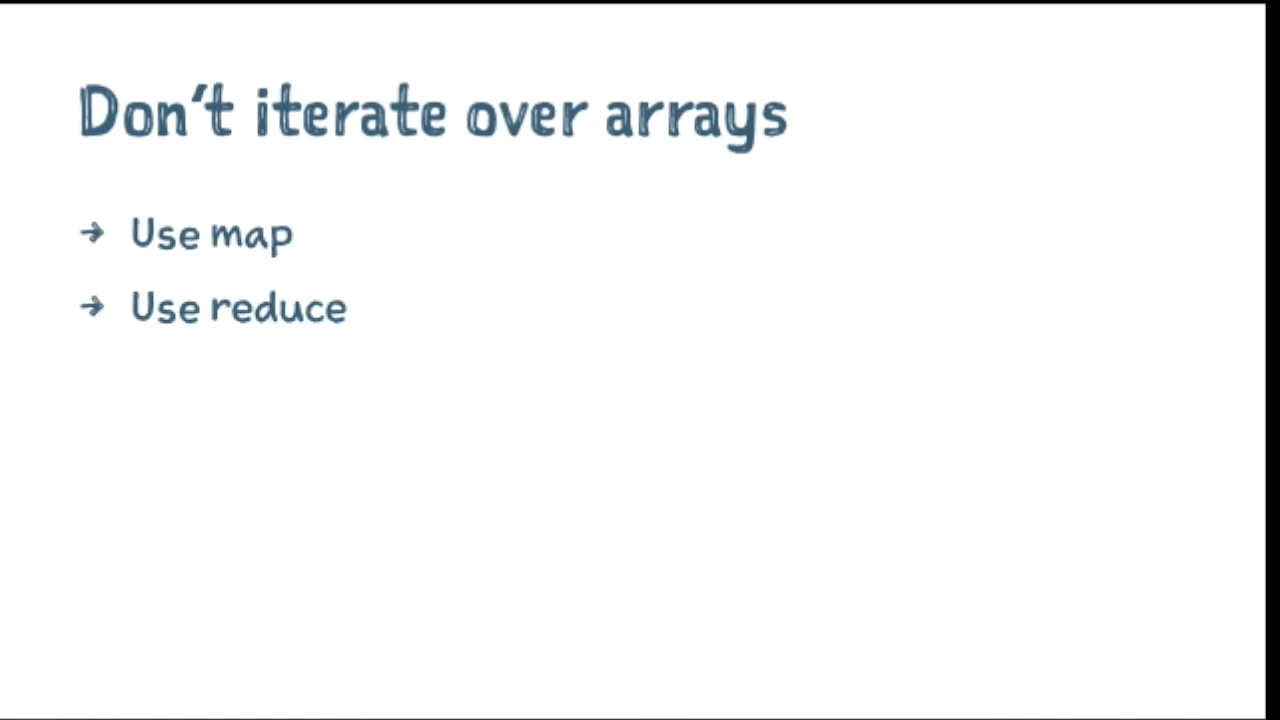 Don't iterate over arrays
→ Use map
→ Use reduce